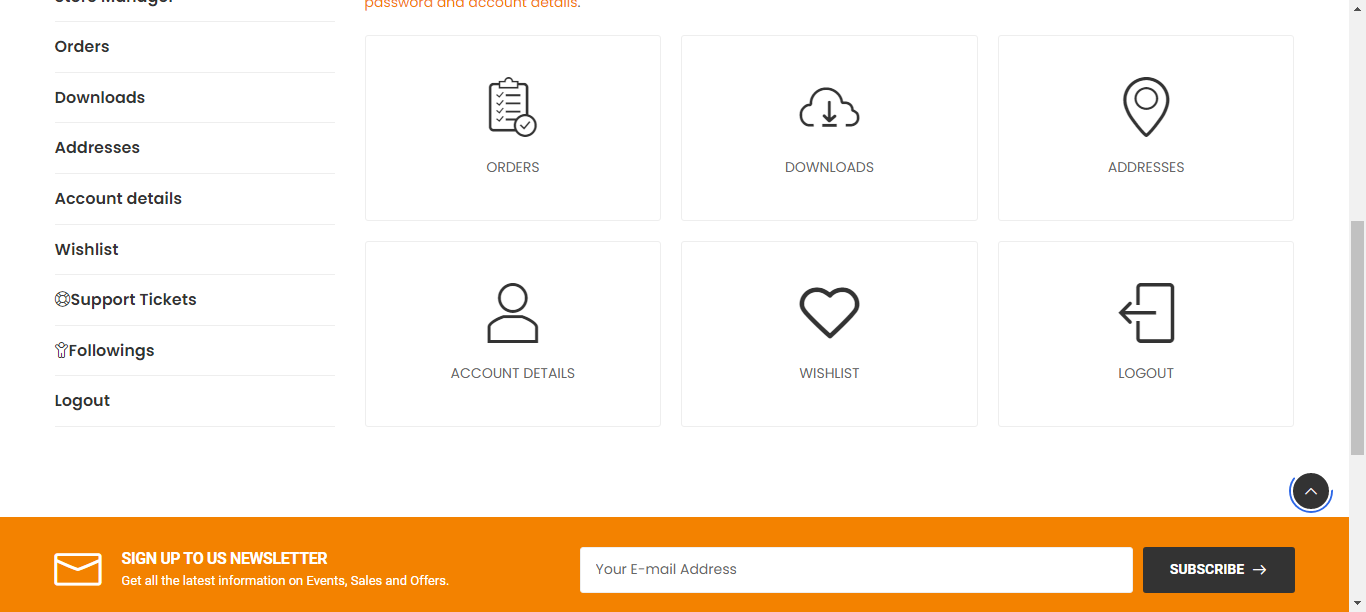 Store Manager
password and account details.
Orders
Downloads
Addresses
Account details
Wishlist
Support Tickets
Followings
Logout
ORDERS
DOWNLOADS
ADDRESSES
ACCOUNT DETAILS
WISHLIST
LOGOUT
SIGN UP TO US NEWSLETTER
Get all the latest information on Events, Sales and Offers.
Your E-mail Address
SUBSCRIBE